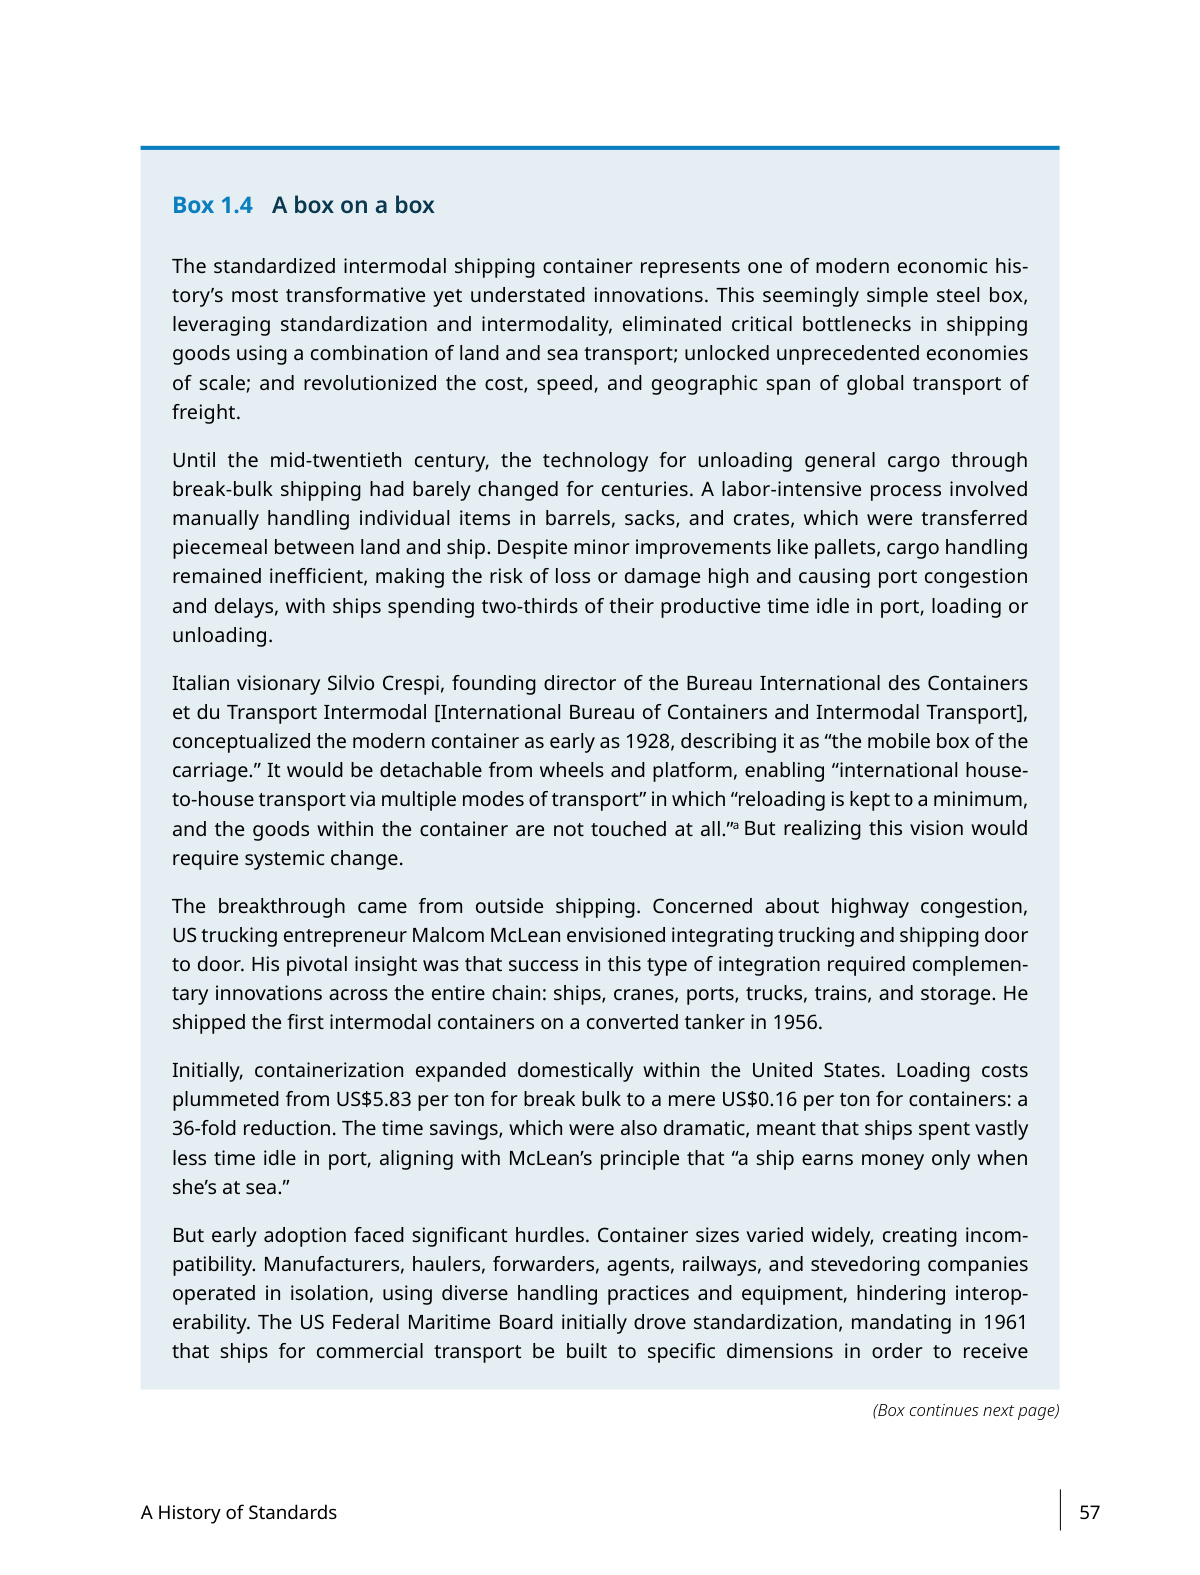 Box 1.4 A box on a box
The standardized intermodal shipping container represents one of modern economic his-
tory’s most transformative yet understated innovations. This seemingly simple steel box,
leveraging standardization and intermodality, eliminated critical bottlenecks in shipping
goods using a combination of land and sea transport; unlocked unprecedented economies
of scale; and revolutionized the cost, speed, and geographic span of global transport of
freight.
Until the mid-twentieth century, the technology for unloading general cargo through
break-bulk shipping had barely changed for centuries. A labor-intensive process involved
manually handling individual items in barrels, sacks, and crates, which were transferred
piecemeal between land and ship. Despite minor improvements like pallets, cargo handling
remained inefficient, making the risk of loss or damage high and causing port congestion
and delays, with ships spending two-thirds of their productive time idle in port, loading or
unloading.
Italian visionary Silvio Crespi, founding director of the Bureau International des Containers
et du Transport Intermodal [International Bureau of Containers and Intermodal Transport],
conceptualized the modern container as early as 1928, describing it as “the mobile box of the
carriage.” It would be detachable from wheels and platform, enabling “international house-
to-house transport via multiple modes of transport” in which “reloading is kept to a minimum,
and the goods within the container are not touched at all.”a But realizing this vision would
require systemic change.
The breakthrough came from outside shipping. Concerned about highway congestion,
US trucking entrepreneur Malcom McLean envisioned integrating trucking and shipping door
to door. His pivotal insight was that success in this type of integration required complemen-
tary innovations across the entire chain: ships, cranes, ports, trucks, trains, and storage. He
shipped the first intermodal containers on a converted tanker in 1956.
Initially, containerization expanded domestically within the United States. Loading costs
plummeted from US$5.83 per ton for break bulk to a mere US$0.16 per ton for containers: a
36-fold reduction. The time savings, which were also dramatic, meant that ships spent vastly
less time idle in port, aligning with McLean’s principle that “a ship earns money only when
she’s at sea.”
But early adoption faced significant hurdles. Container sizes varied widely, creating incom-
patibility. Manufacturers, haulers, forwarders, agents, railways, and stevedoring companies
operated in isolation, using diverse handling practices and equipment, hindering interop-
erability. The US Federal Maritime Board initially drove standardization, mandating in 1961
that ships for commercial transport be built to specific dimensions in order to receive
(Box continues next page)
A History of Standards
57